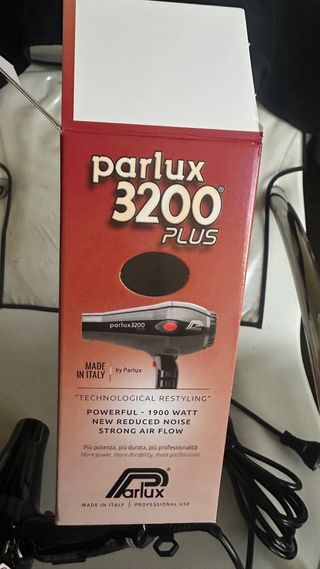 parlux
3200®
PLUS
parlux3200
Parlux
MADE
IN ITALY
by Parlux
"TECHNOLOGICAL RESTYLING"
POWERFUL - 1900 WATT
NEW REDUCED NOISE
STRONG AIR FLOW
Più potenza, più durata, più professionalità
More power, more durability, more professional
Parlux®
MADE IN ITALY | PROFESSIONAL USE